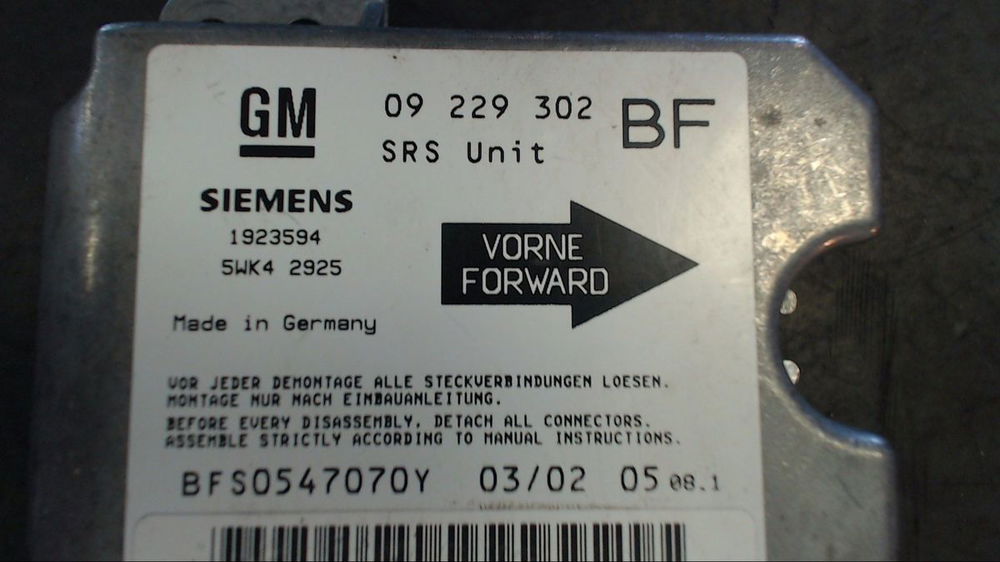 GM
09 229 302 BF
SRS Unit
SIEMENS
1923594
5WK4 2925
VORNE
FORWARD
Made in Germany
VOR JEDER DEMONTAGE ALLE STECKVERBINDUNGEN LOESEN.
MONTAGE NUR NACH EINBAUANLEITUNG.
BEFORE EVERY DISASSEMBLY, DETACH ALL CONNECTORS.
ASSEMBLE STRICTLY ACCORDING TO MANUAL INSTRUCTIONS.
BFS0547070Y 03/02 05 08.1